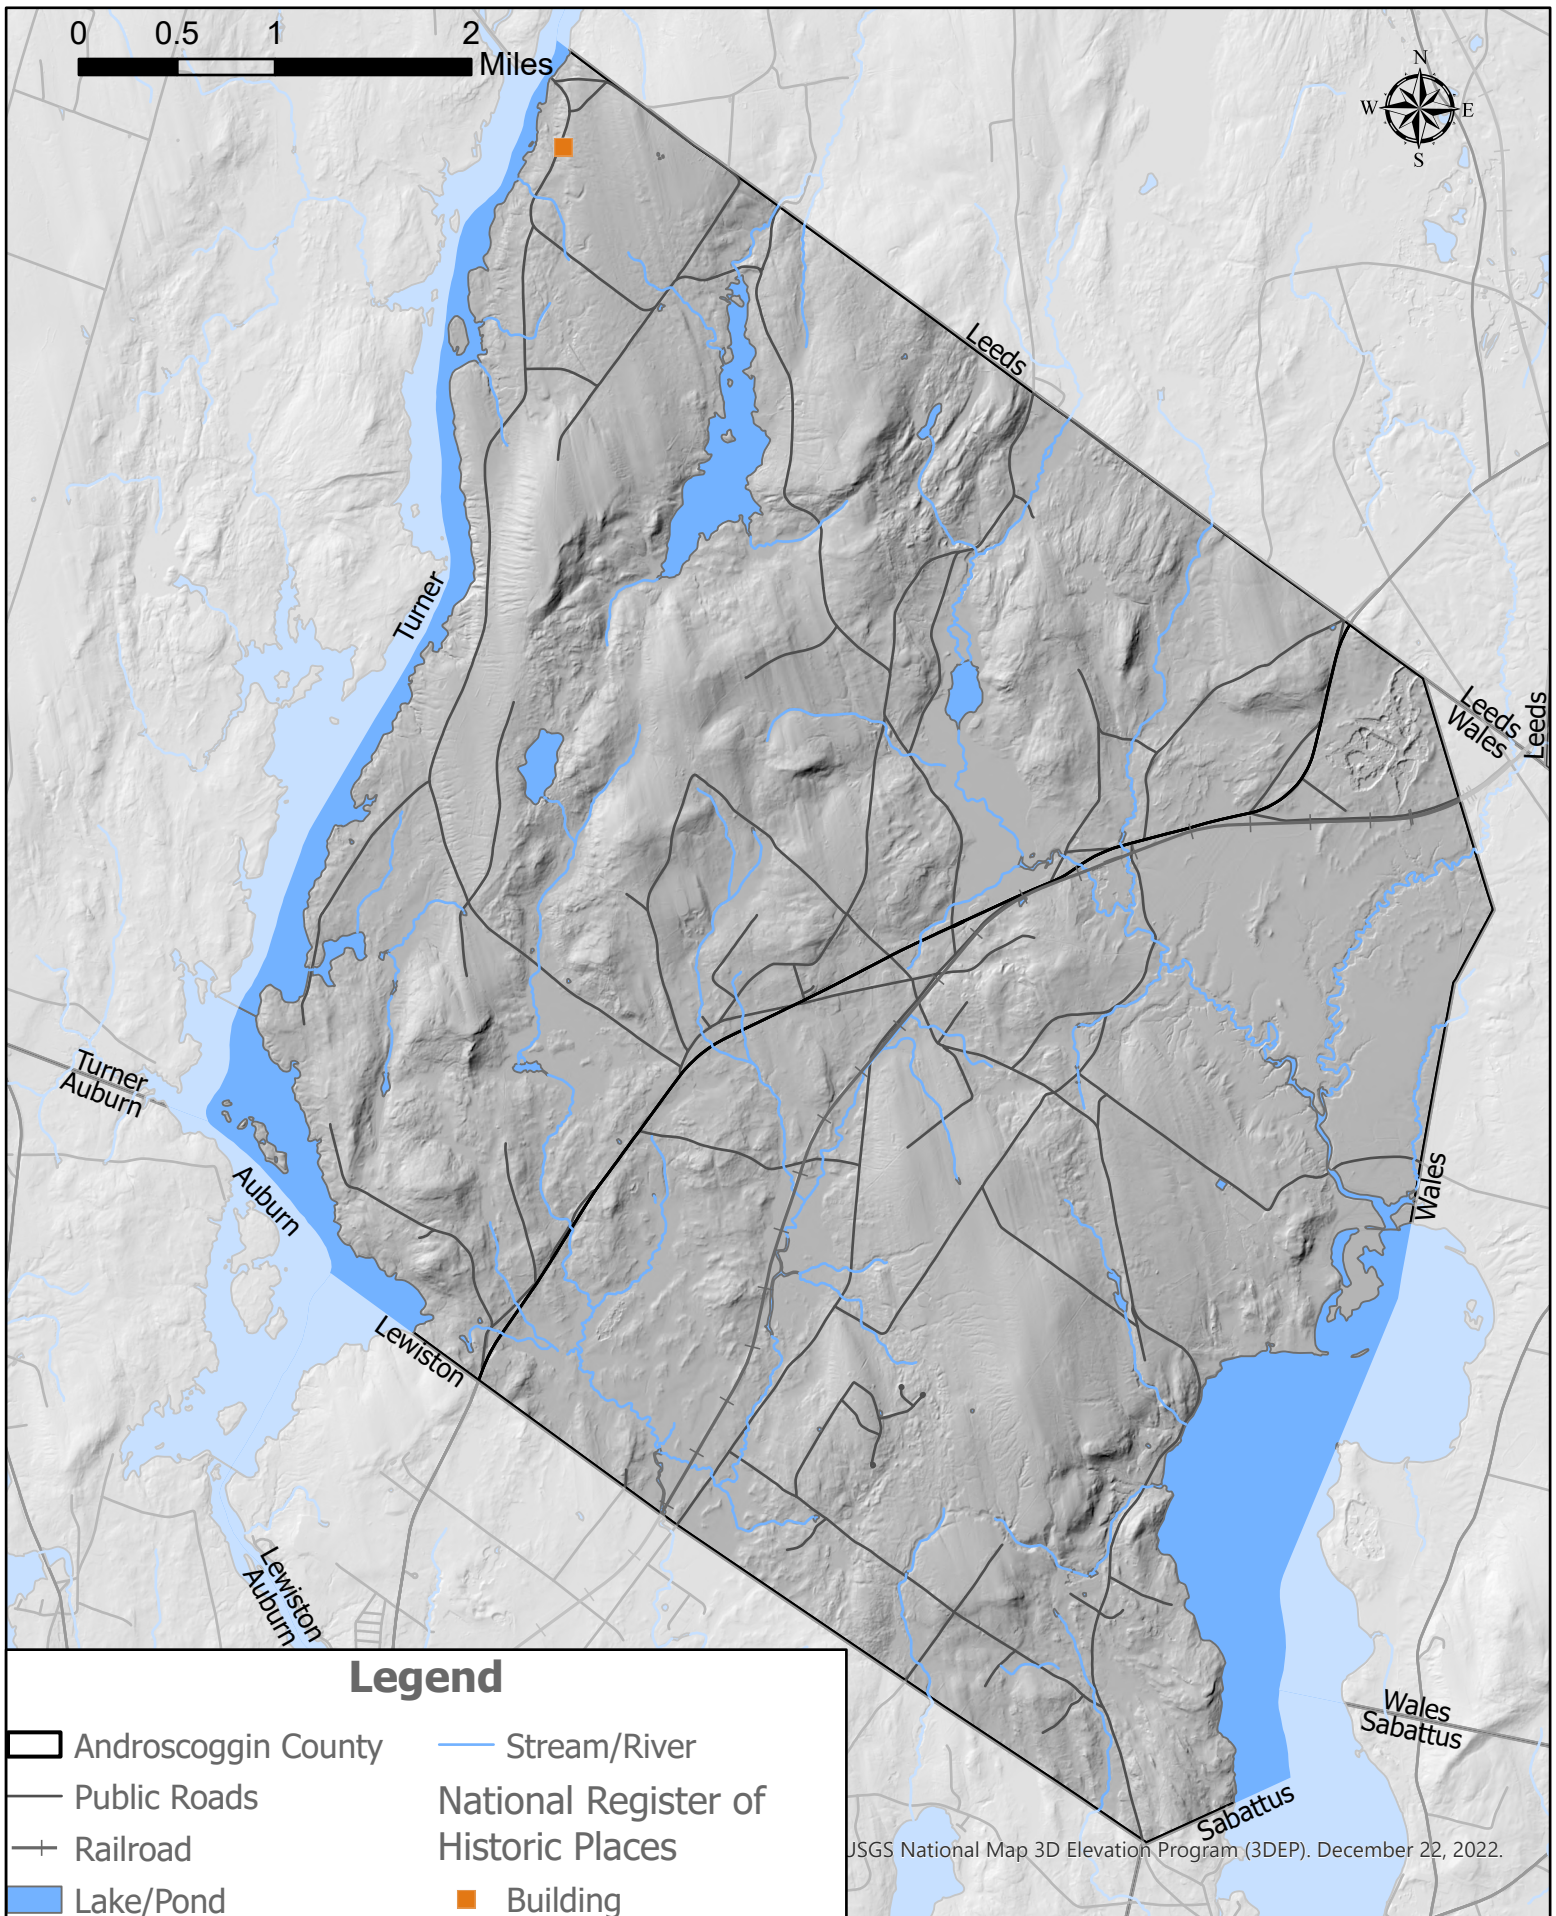 0 0.5 1 2
Miles
N
W E
S
Leeds
Turner
Leeds
Wales
Leeds
Turner
Auburn
Auburn
Wales
Lewiston
Lewiston
Auburn
Wales
Sabattus
Sabattus
USGS National Map 3D Elevation Program (3DEP). December 22, 2022.
Legend
Androscoggin County
Public Roads
Railroad
Lake/Pond
Stream/River
National Register of
Historic Places
Building